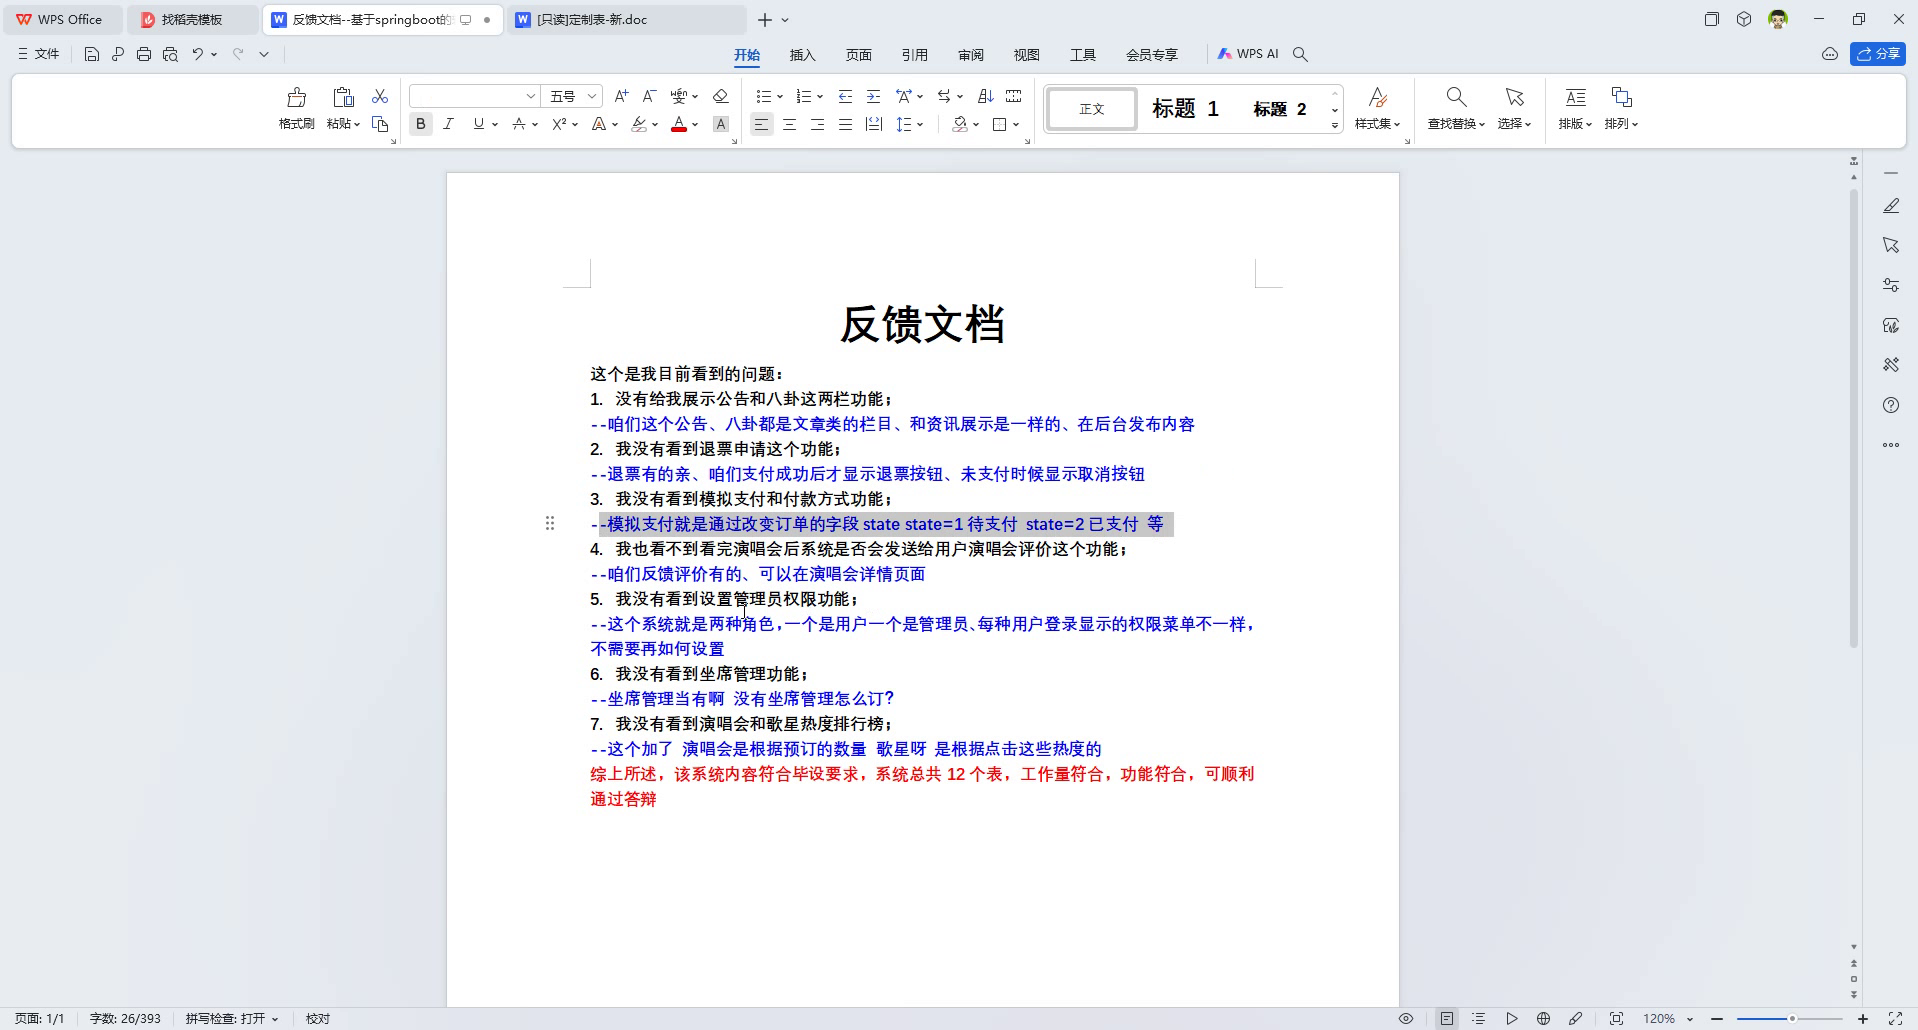 WPS Office
找稻壳模板
反馈文档--基于springboot的
[只读]定制表-新.doc
文件
开始
插入
页面
引用
审阅
视图
工具
会员专享
WPS AI
分享
格式刷
粘贴
五号
正文
标题 1
标题 2
样式集
查找替换
选择
排版
排列
反馈文档
这个是我目前看到的问题：
1. 没有给我展示公告和八卦这两栏功能；
--咱们这个公告、八卦都是文章类的栏目、和资讯展示是一样的、在后台发布内容
2. 我没有看到退票申请这个功能；
--退票有的亲、咱们支付成功后才显示退票按钮、未支付时候显示取消按钮
3. 我没有看到模拟支付和付款方式功能；
--模拟支付就是通过改变订单的字段 state state=1 待支付 state=2 已支付 等
4. 我也看不到看完演唱会后系统是否会发送给用户演唱会评价这个功能；
--咱们反馈评价有的、可以在演唱会详情页面
5. 我没有看到设置管理员权限功能；
--这个系统就是两种角色，一个是用户一个是管理员、每种用户登录显示的权限菜单不一样，
不需要再如何设置
6. 我没有看到坐席管理功能；
--坐席管理当有啊 没有坐席管理怎么订？
7. 我没有看到演唱会和歌星热度排行榜；
--这个加了 演唱会是根据预订的数量 歌星呀 是根据点击这些热度的
综上所述，该系统内容符合毕设要求，系统总共 12 个表，工作量符合，功能符合，可顺利
通过答辩
页面: 1/1
字数: 26/393
拼写检查: 打开
校对
120%